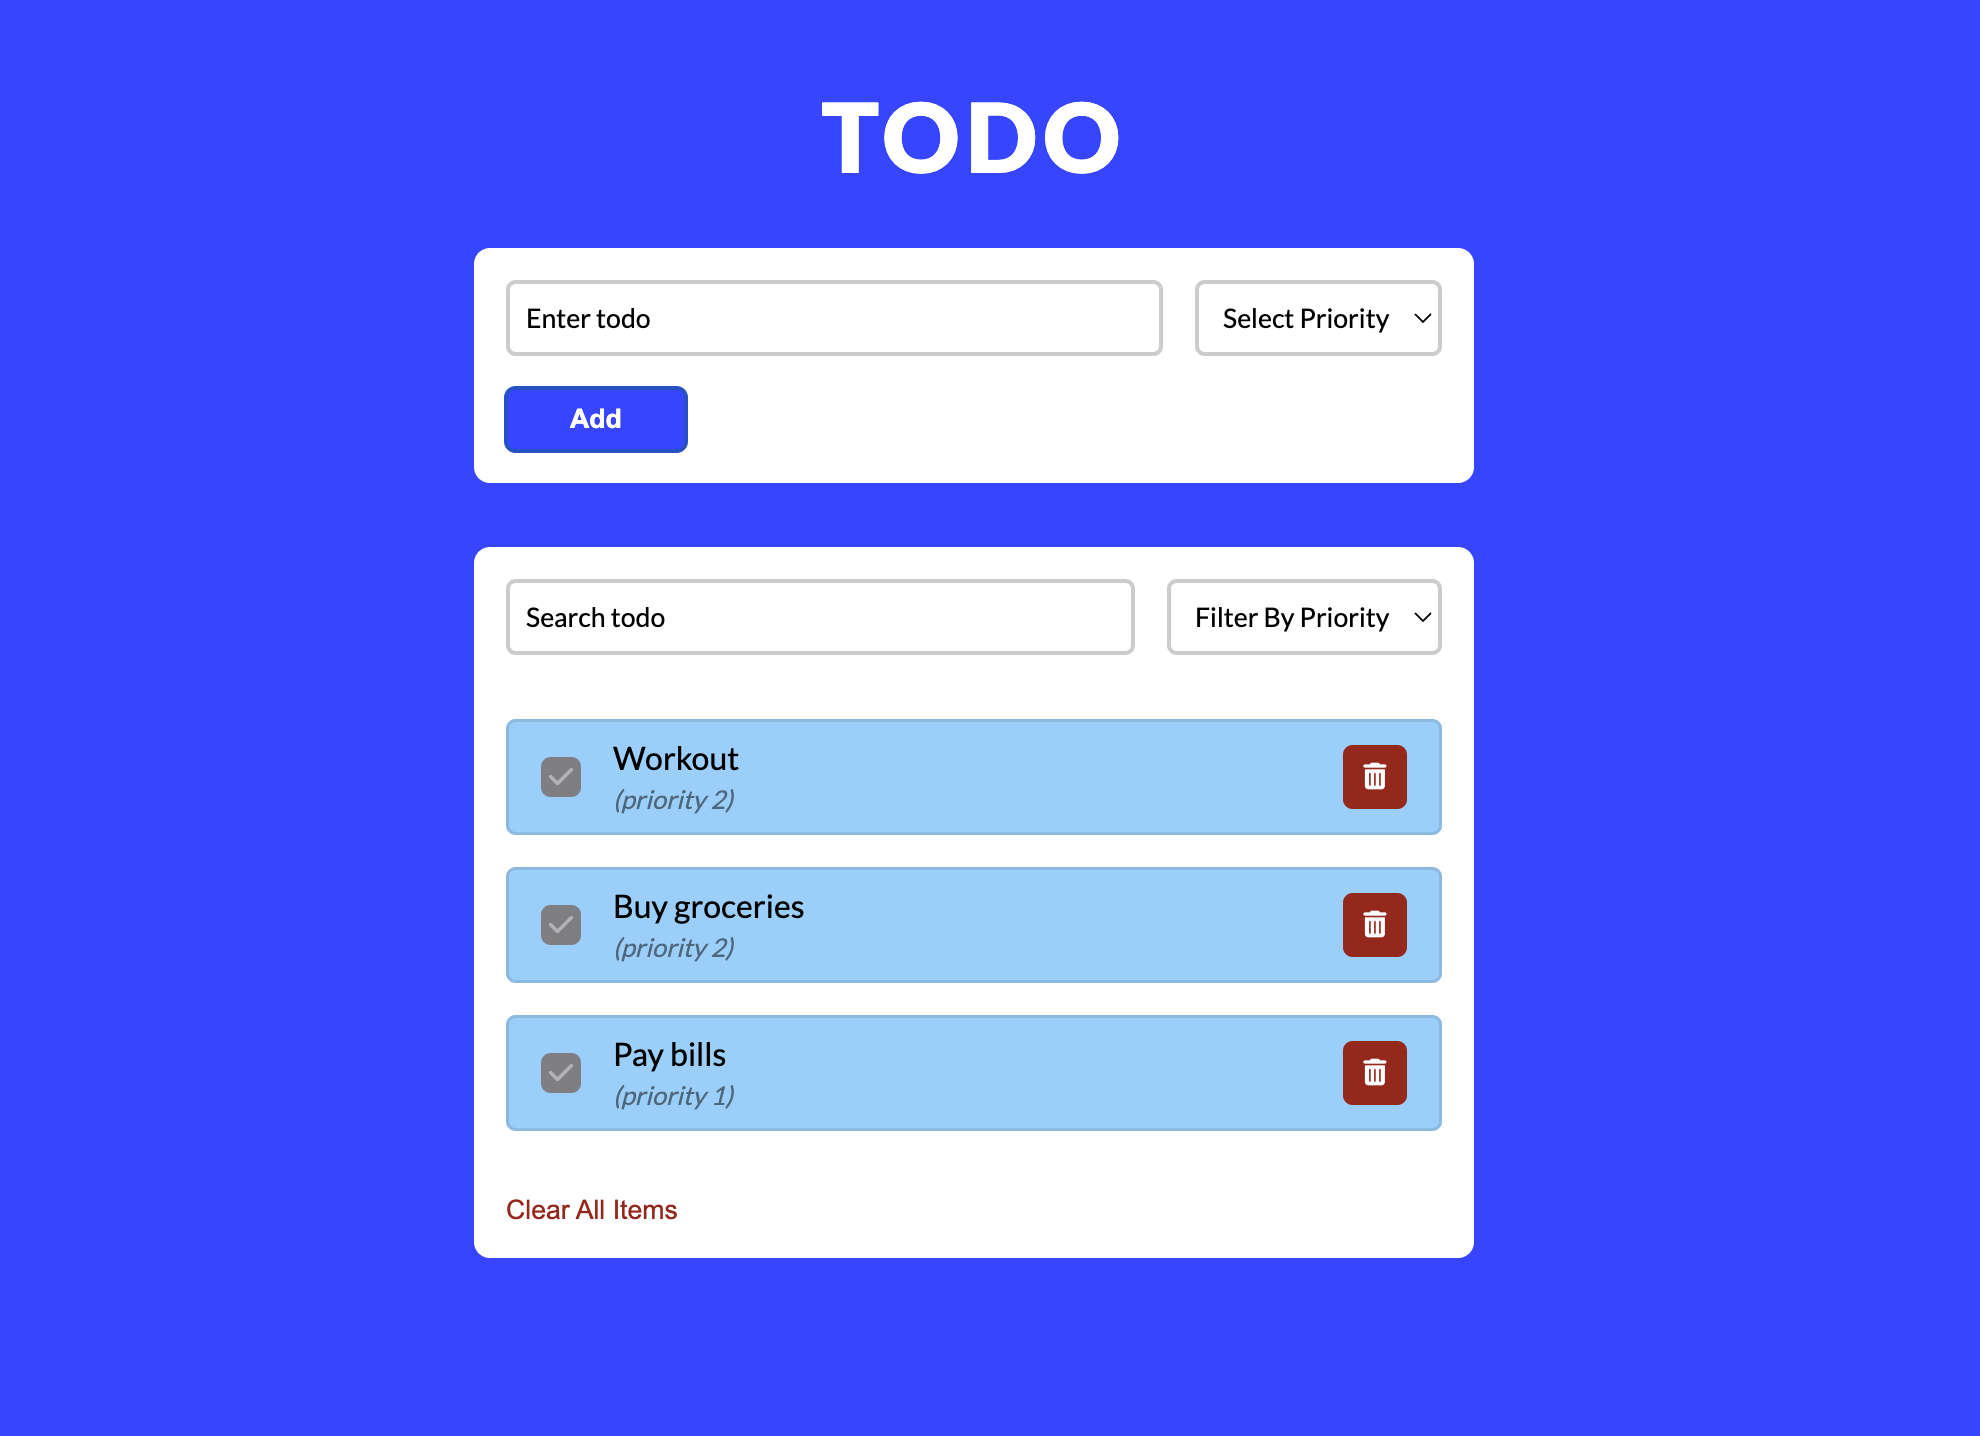 TODO
Enter todo
Select Priority
Add
Search todo
Filter By Priority
Workout
(priority 2)
Buy groceries
(priority 2)
Pay bills
(priority 1)
Clear All Items